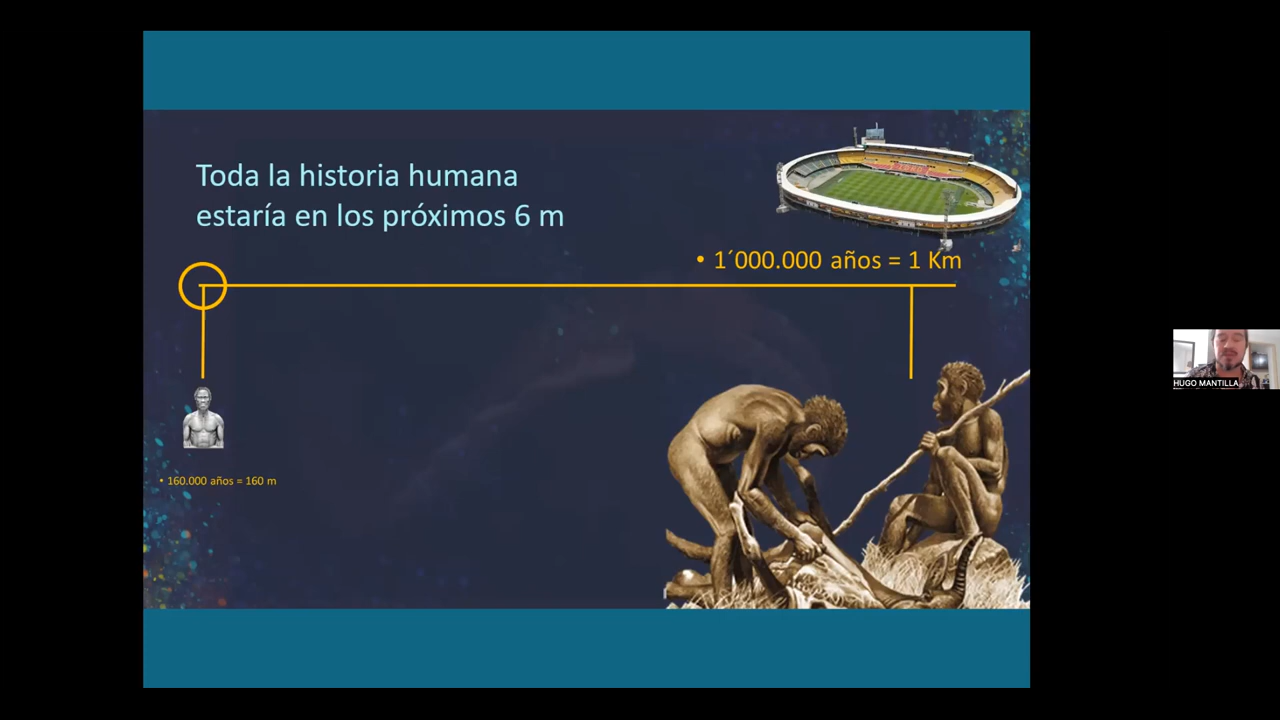 Toda la historia humana
estaría en los próximos 6 m
• 1´000.000 años = 1 Km
• 160.000 años = 160 m
HUGO MANTILLA